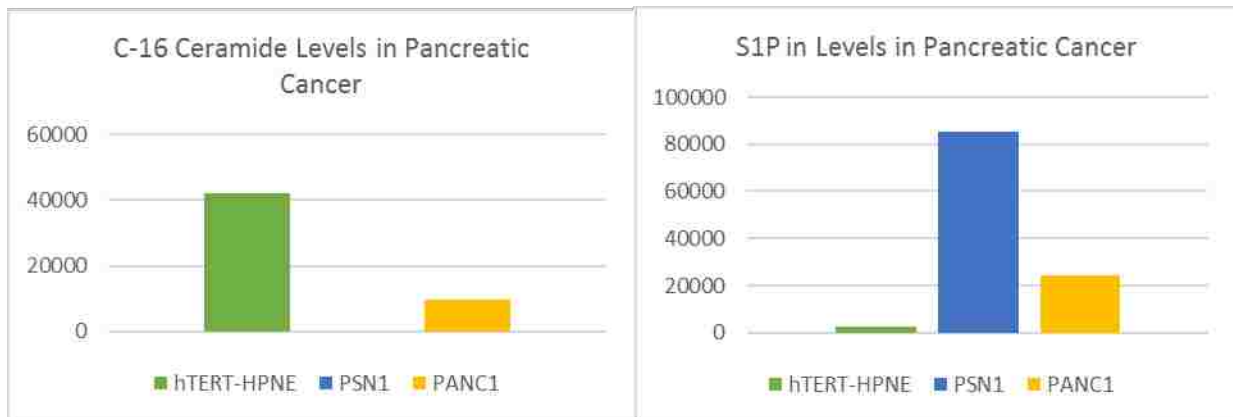 C-16 Ceramide Levels in Pancreatic
Cancer
60000
40000
20000
0
hTERT-HPNE PSN1 PANC1
S1P in Levels in Pancreatic Cancer
100000
80000
60000
40000
20000
0
hTERT-HPNE PSN1 PANC1